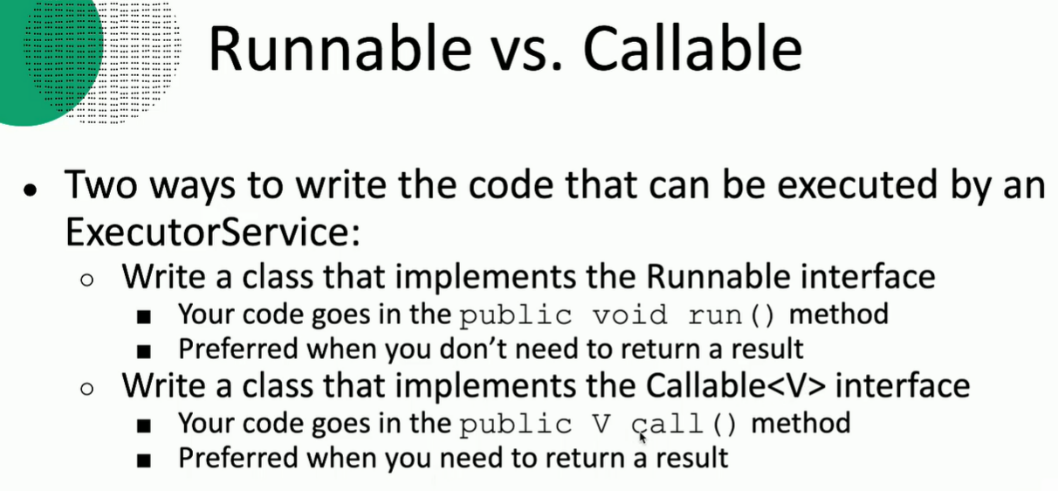 Runnable vs. Callable
• Two ways to write the code that can be executed by an
ExecutorService:
○ Write a class that implements the Runnable interface
■ Your code goes in the public void run() method
■ Preferred when you don’t need to return a result
○ Write a class that implements the Callable<V> interface
■ Your code goes in the public V call() method
■ Preferred when you need to return a result